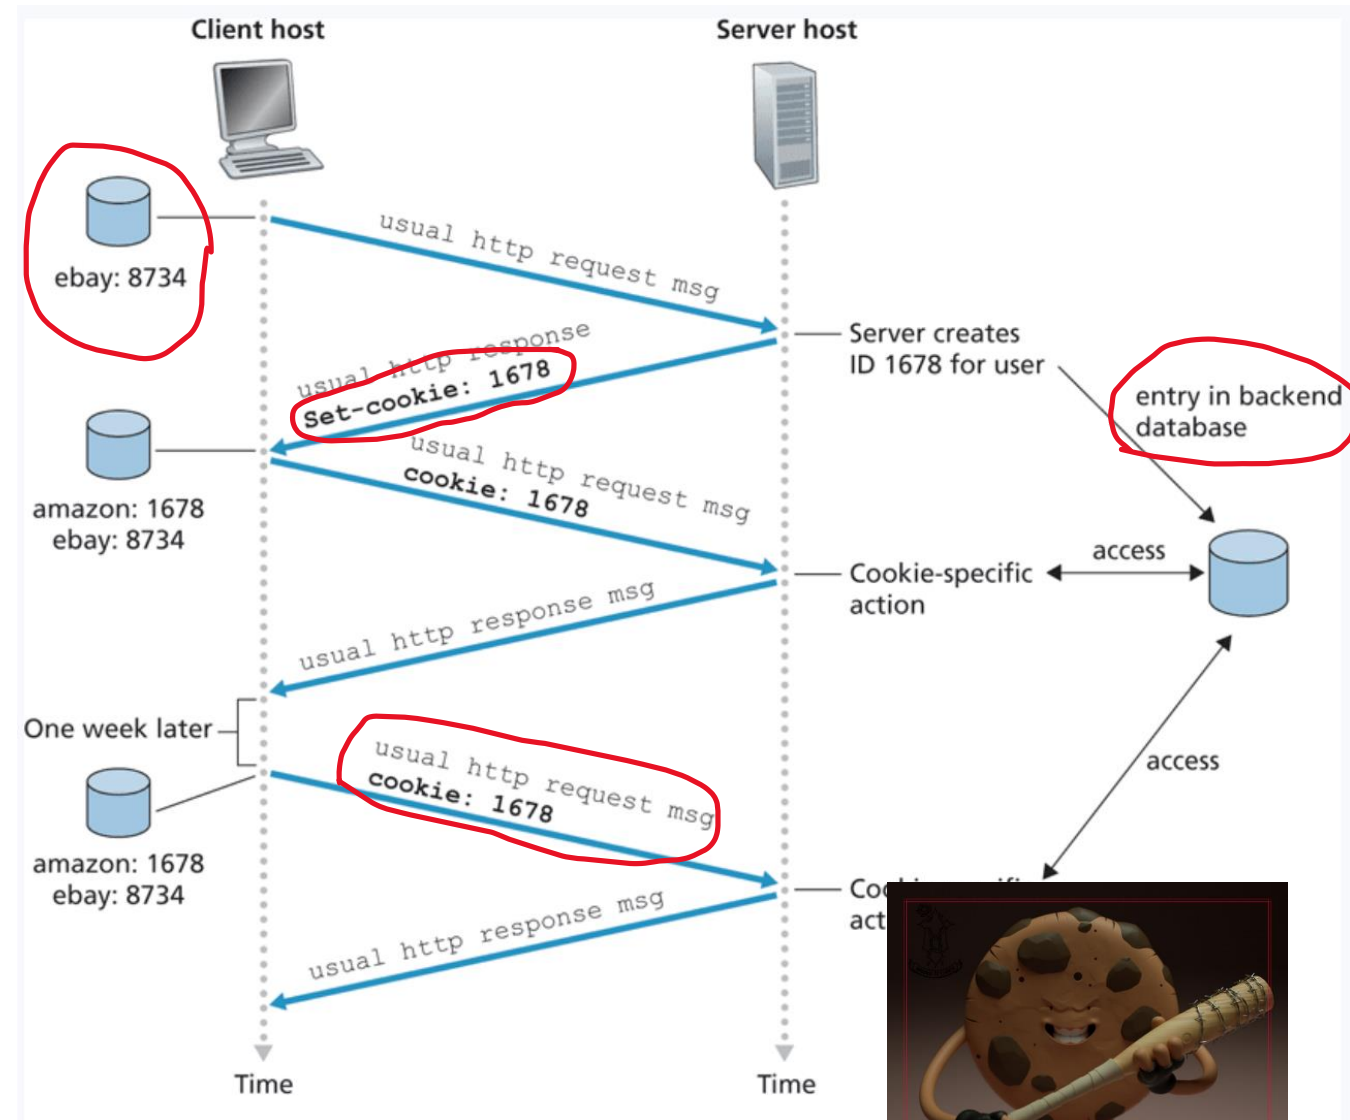 Client host
Server host
ebay: 8734
usual http request msg
Server creates
ID 1678 for user
entry in backend
database
usual http response
Set-cookie: 1678
amazon: 1678
ebay: 8734
usual http request msg
cookie: 1678
Cookie-specific
action
access
usual http response msg
One week later
usual http request msg
cookie: 1678
access
amazon: 1678
ebay: 8734
usual http response msg
Time
Time